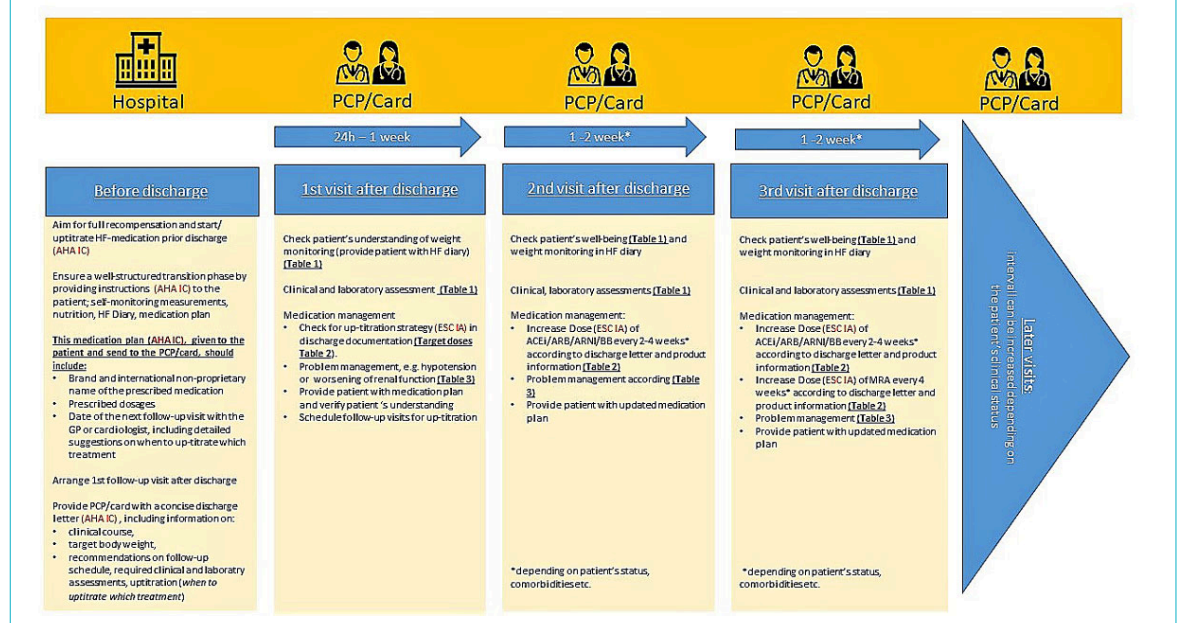 Hospital
PCP/Card
PCP/Card
PCP/Card
PCP/Card
24h – 1 week
1 -2 week*
1 -2 week*
Before discharge
Aim for full recompensation and start/
uptitrate HF-medication prior discharge
(AHA IC)
Ensure a well-structured transition phase by
providing instructions (AHA IC) to the
patient; self-monitoring measurements,
nutrition, HF Diary, medication plan
This medication plan (AHA IC), given to the
patient and send to the PCP/card, should
include:
• Brand and international non-proprietary
name of the prescribed medication
• Prescribed dosages
• Date of the next follow-up visit with the
GP or cardiologist, including detailed
suggestions on when to up-titrate which
treatment
Arrange 1st follow-up visit after discharge
Provide PCP/card with a concise discharge
letter (AHA IC) , including information on:
• clinical course,
• target body weight,
• recommendations on follow-up
schedule, required clinical and laboratry
assessments, uptitration (when to
uptitrate which treatment)
1st visit after discharge
Check patient's understanding of weight
monitoring (provide patient with HF diary)
(Table 1)
Clinical and laboratory assessment (Table 1)
Medication management
• Check for up-titration strategy (ESC IA) in
discharge documentation (Target doses
Table 2).
• Problem management, e.g. hypotension
or worsening of renal function (Table 3)
• Provide patient with medication plan
and verify patient 's understanding
• Schedule follow-up visits for up-titration
2nd visit after discharge
Check patient's well-being (Table 1) and
weight monitoring in HF diary
Clinical, laboratory assessments (Table 1)
Medication management:
• Increase Dose (ESC IA) of
ACEi/ARB/ARNI/BB every 2-4 weeks*
according to discharge letter and product
information (Table 2)
• Problem management according (Table
3)
• Provide patient with updated medication
plan
*depending on patient's status,
comorbidities etc.
3rd visit after discharge
Check patient's well-being (Table 1) and
weight monitoring in HF diary
Clinical and laboratory assessments (Table 1)
Medication management:
• Increase Dose (ESC IA) of
ACEi/ARB/ARNI/BB every 2-4 weeks*
according to discharge letter and product
information (Table 2)
• Increase Dose (ESC IA) of MRA every 4
weeks* according to discharge letter and
product information (Table 2)
• Problem management (Table 3)
• Provide patient with updated medication
plan
*depending on patient's status,
comorbidities etc.
Later visits:
Intervall can be increased depending on
the patient's clinical status